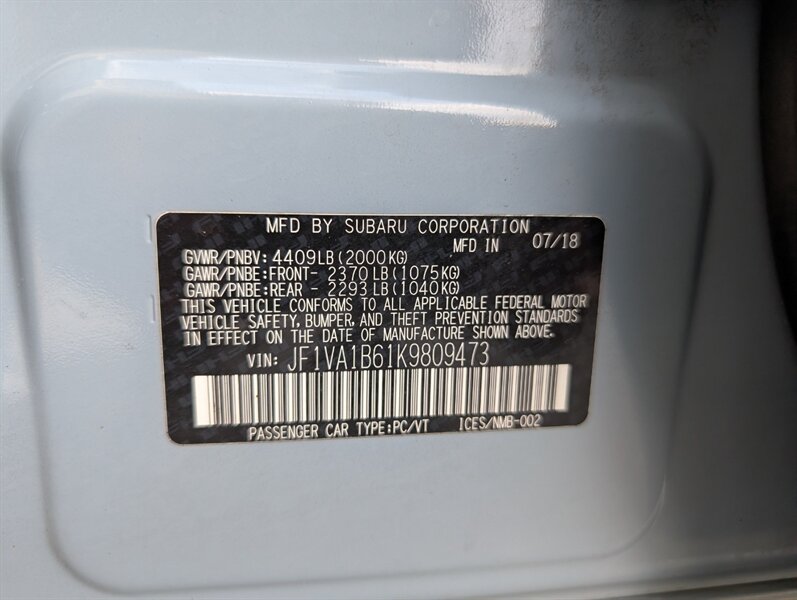 MFD BY SUBARU CORPORATION
MFD IN 07/18
GVWR/PNBV: 4409LB(2000KG)
GAWR/PNBE:FRONT- 2370LB(1075KG)
GAWR/PNBE:REAR - 2293LB(1040KG)
THIS VEHICLE CONFORMS TO ALL APPLICABLE FEDERAL MOTOR
VEHICLE SAFETY, BUMPER, AND THEFT PREVENTION STANDARDS
IN EFFECT ON THE DATE OF MANUFACTURE SHOWN ABOVE.
VIN: JF1VA1B61K9809473
PASSENGER CAR TYPE:PC/VT ICES/NMB-002